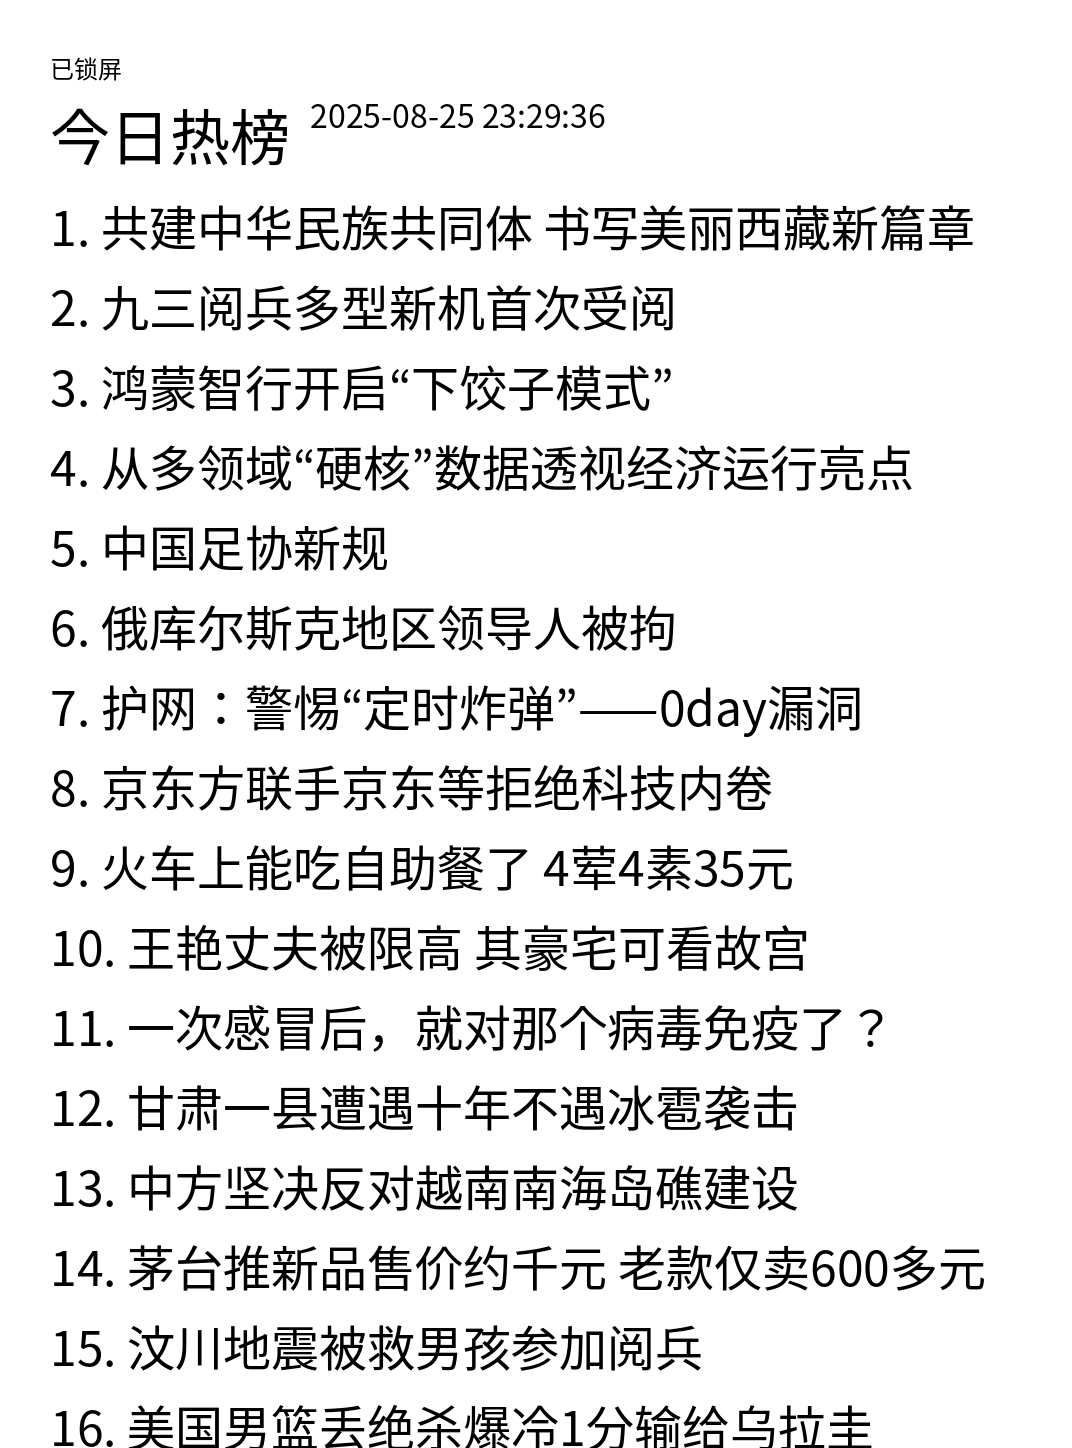 已锁屏
今日热榜 2025-08-25 23:29:36
1. 共建中华民族共同体 书写美丽西藏新篇章
2. 九三阅兵多型新机首次受阅
3. 鸿蒙智行开启“下饺子模式”
4. 从多领域“硬核”数据透视经济运行亮点
5. 中国足协新规
6. 俄库尔斯克地区领导人被拘
7. 护网：警惕“定时炸弹”——0day漏洞
8. 京东方联手京东等拒绝科技内卷
9. 火车上能吃自助餐了 4荤4素35元
10. 王艳丈夫被限高 其豪宅可看故宫
11. 一次感冒后，就对那个病毒免疫了？
12. 甘肃一县遭遇十年不遇冰雹袭击
13. 中方坚决反对越南南海岛礁建设
14. 茅台推新品售价约千元 老款仅卖600多元
15. 汶川地震被救男孩参加阅兵
16. 美国男篮丢绝杀爆冷1分输给乌拉圭